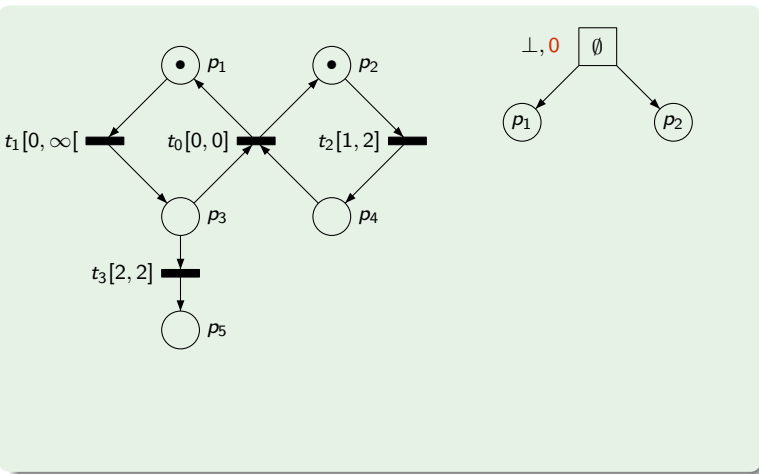 ⊥, 0 ∅
p₁ p₂
p₁ p₂
t₁[0, ∞[ t₀[0, 0] t₂[1, 2]
p₃ p₄
t₃[2, 2]
p₅